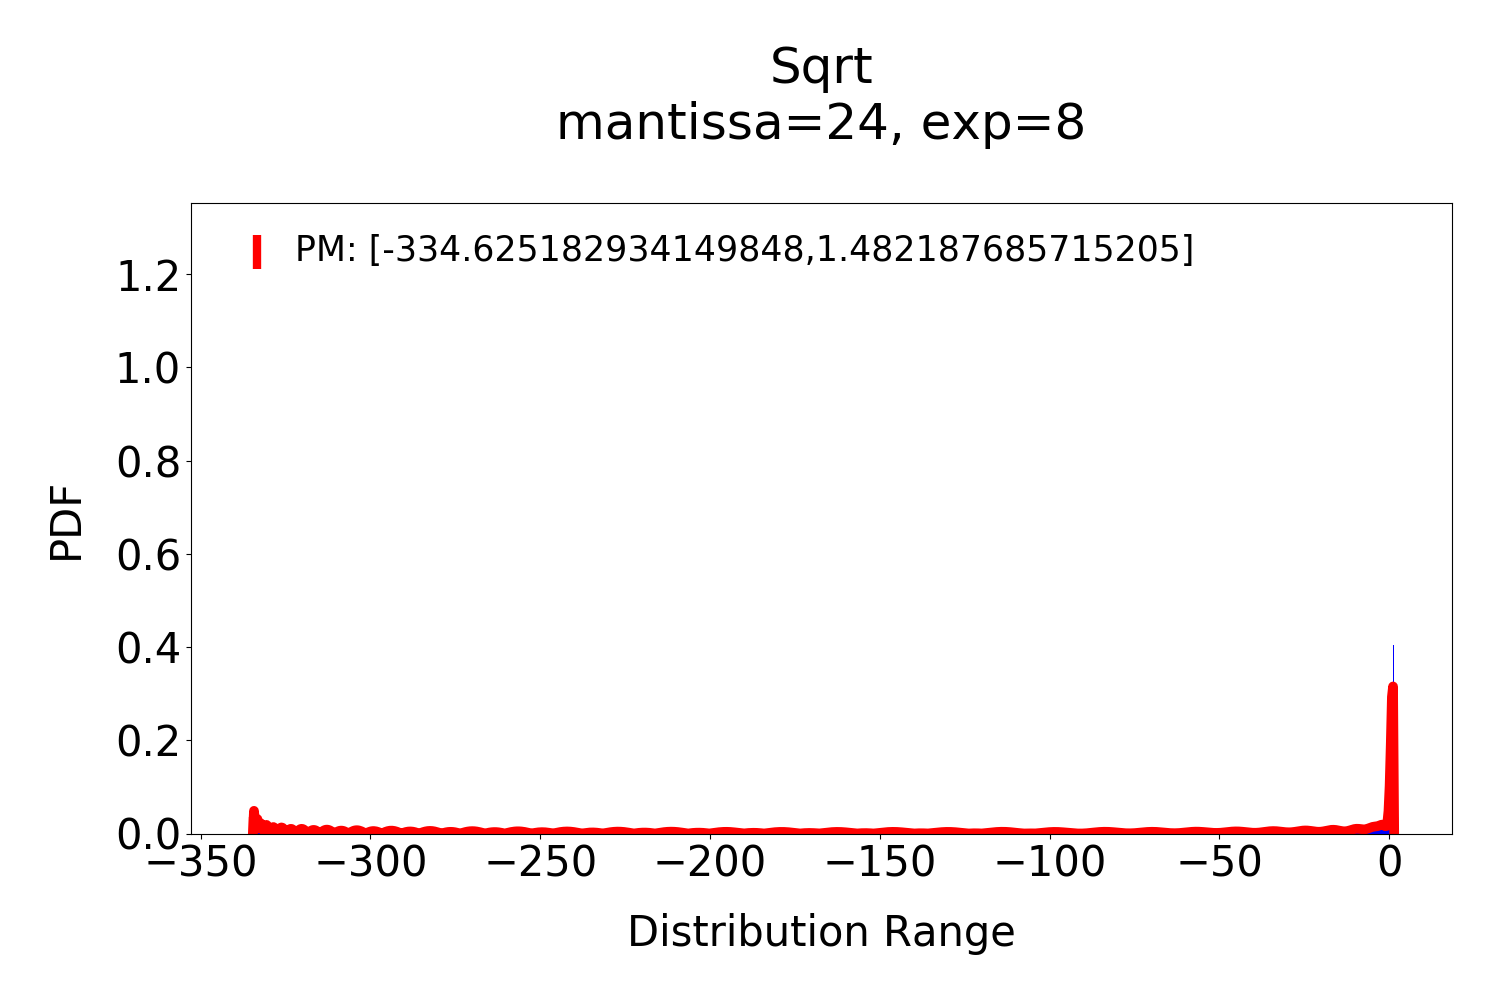 Sqrt
mantissa=24, exp=8
PM: [-334.625182934149848,1.482187685715205]
1.2
1.0
0.8
0.6
0.4
0.2
0.0
PDF
−350 −300 −250 −200 −150 −100 −50 0
Distribution Range